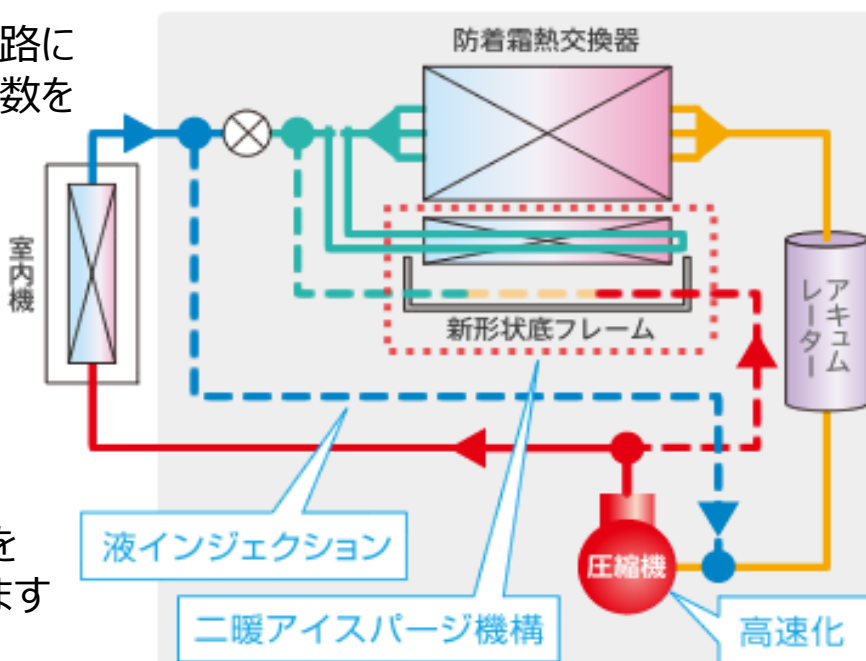 路に
数を
防着霜熱交換器
室内機
アキュム
レーター
新形状底フレーム
を
ます
液インジェクション
圧縮機
二暖アイスパージ機構
高速化